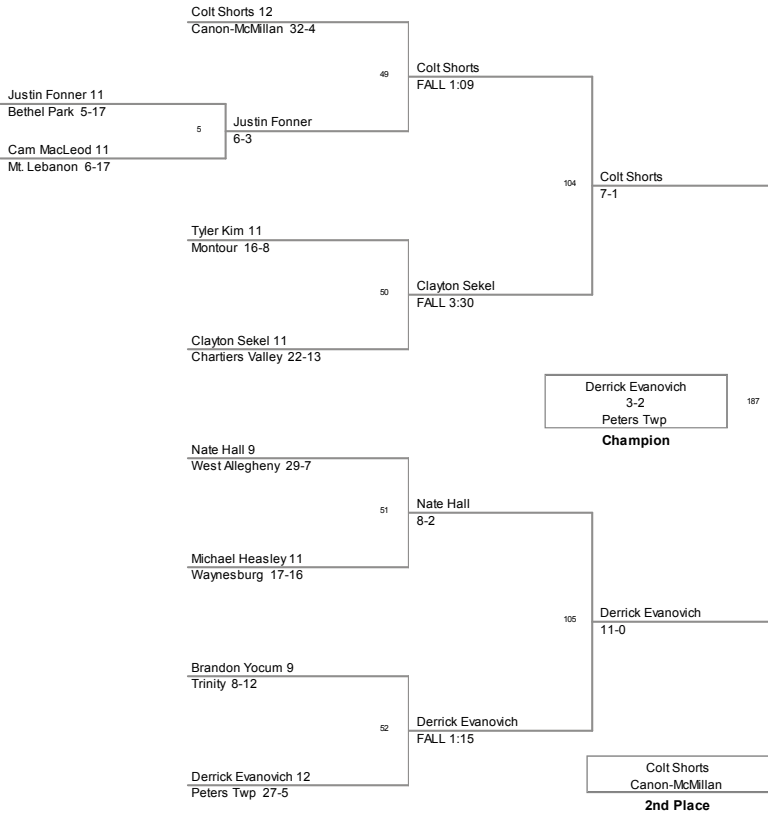 Colt Shorts 12
Canon-McMillan 32-4
49
Colt Shorts
FALL 1:09
Justin Fonner 11
Bethel Park 5-17
5
Justin Fonner
6-3
Cam MacLeod 11
Mt. Lebanon 6-17
104
Colt Shorts
7-1
Tyler Kim 11
Montour 16-8
50
Clayton Sekel
FALL 3:30
Clayton Sekel 11
Chartiers Valley 22-13
Derrick Evanovich
3-2
Peters Twp
187
Champion
Nate Hall 9
West Allegheny 29-7
51
Nate Hall
8-2
Michael Heasley 11
Waynesburg 17-16
105
Derrick Evanovich
11-0
Brandon Yocum 9
Trinity 8-12
52
Derrick Evanovich
FALL 1:15
Derrick Evanovich 12
Peters Twp 27-5
Colt Shorts
Canon-McMillan
2nd Place